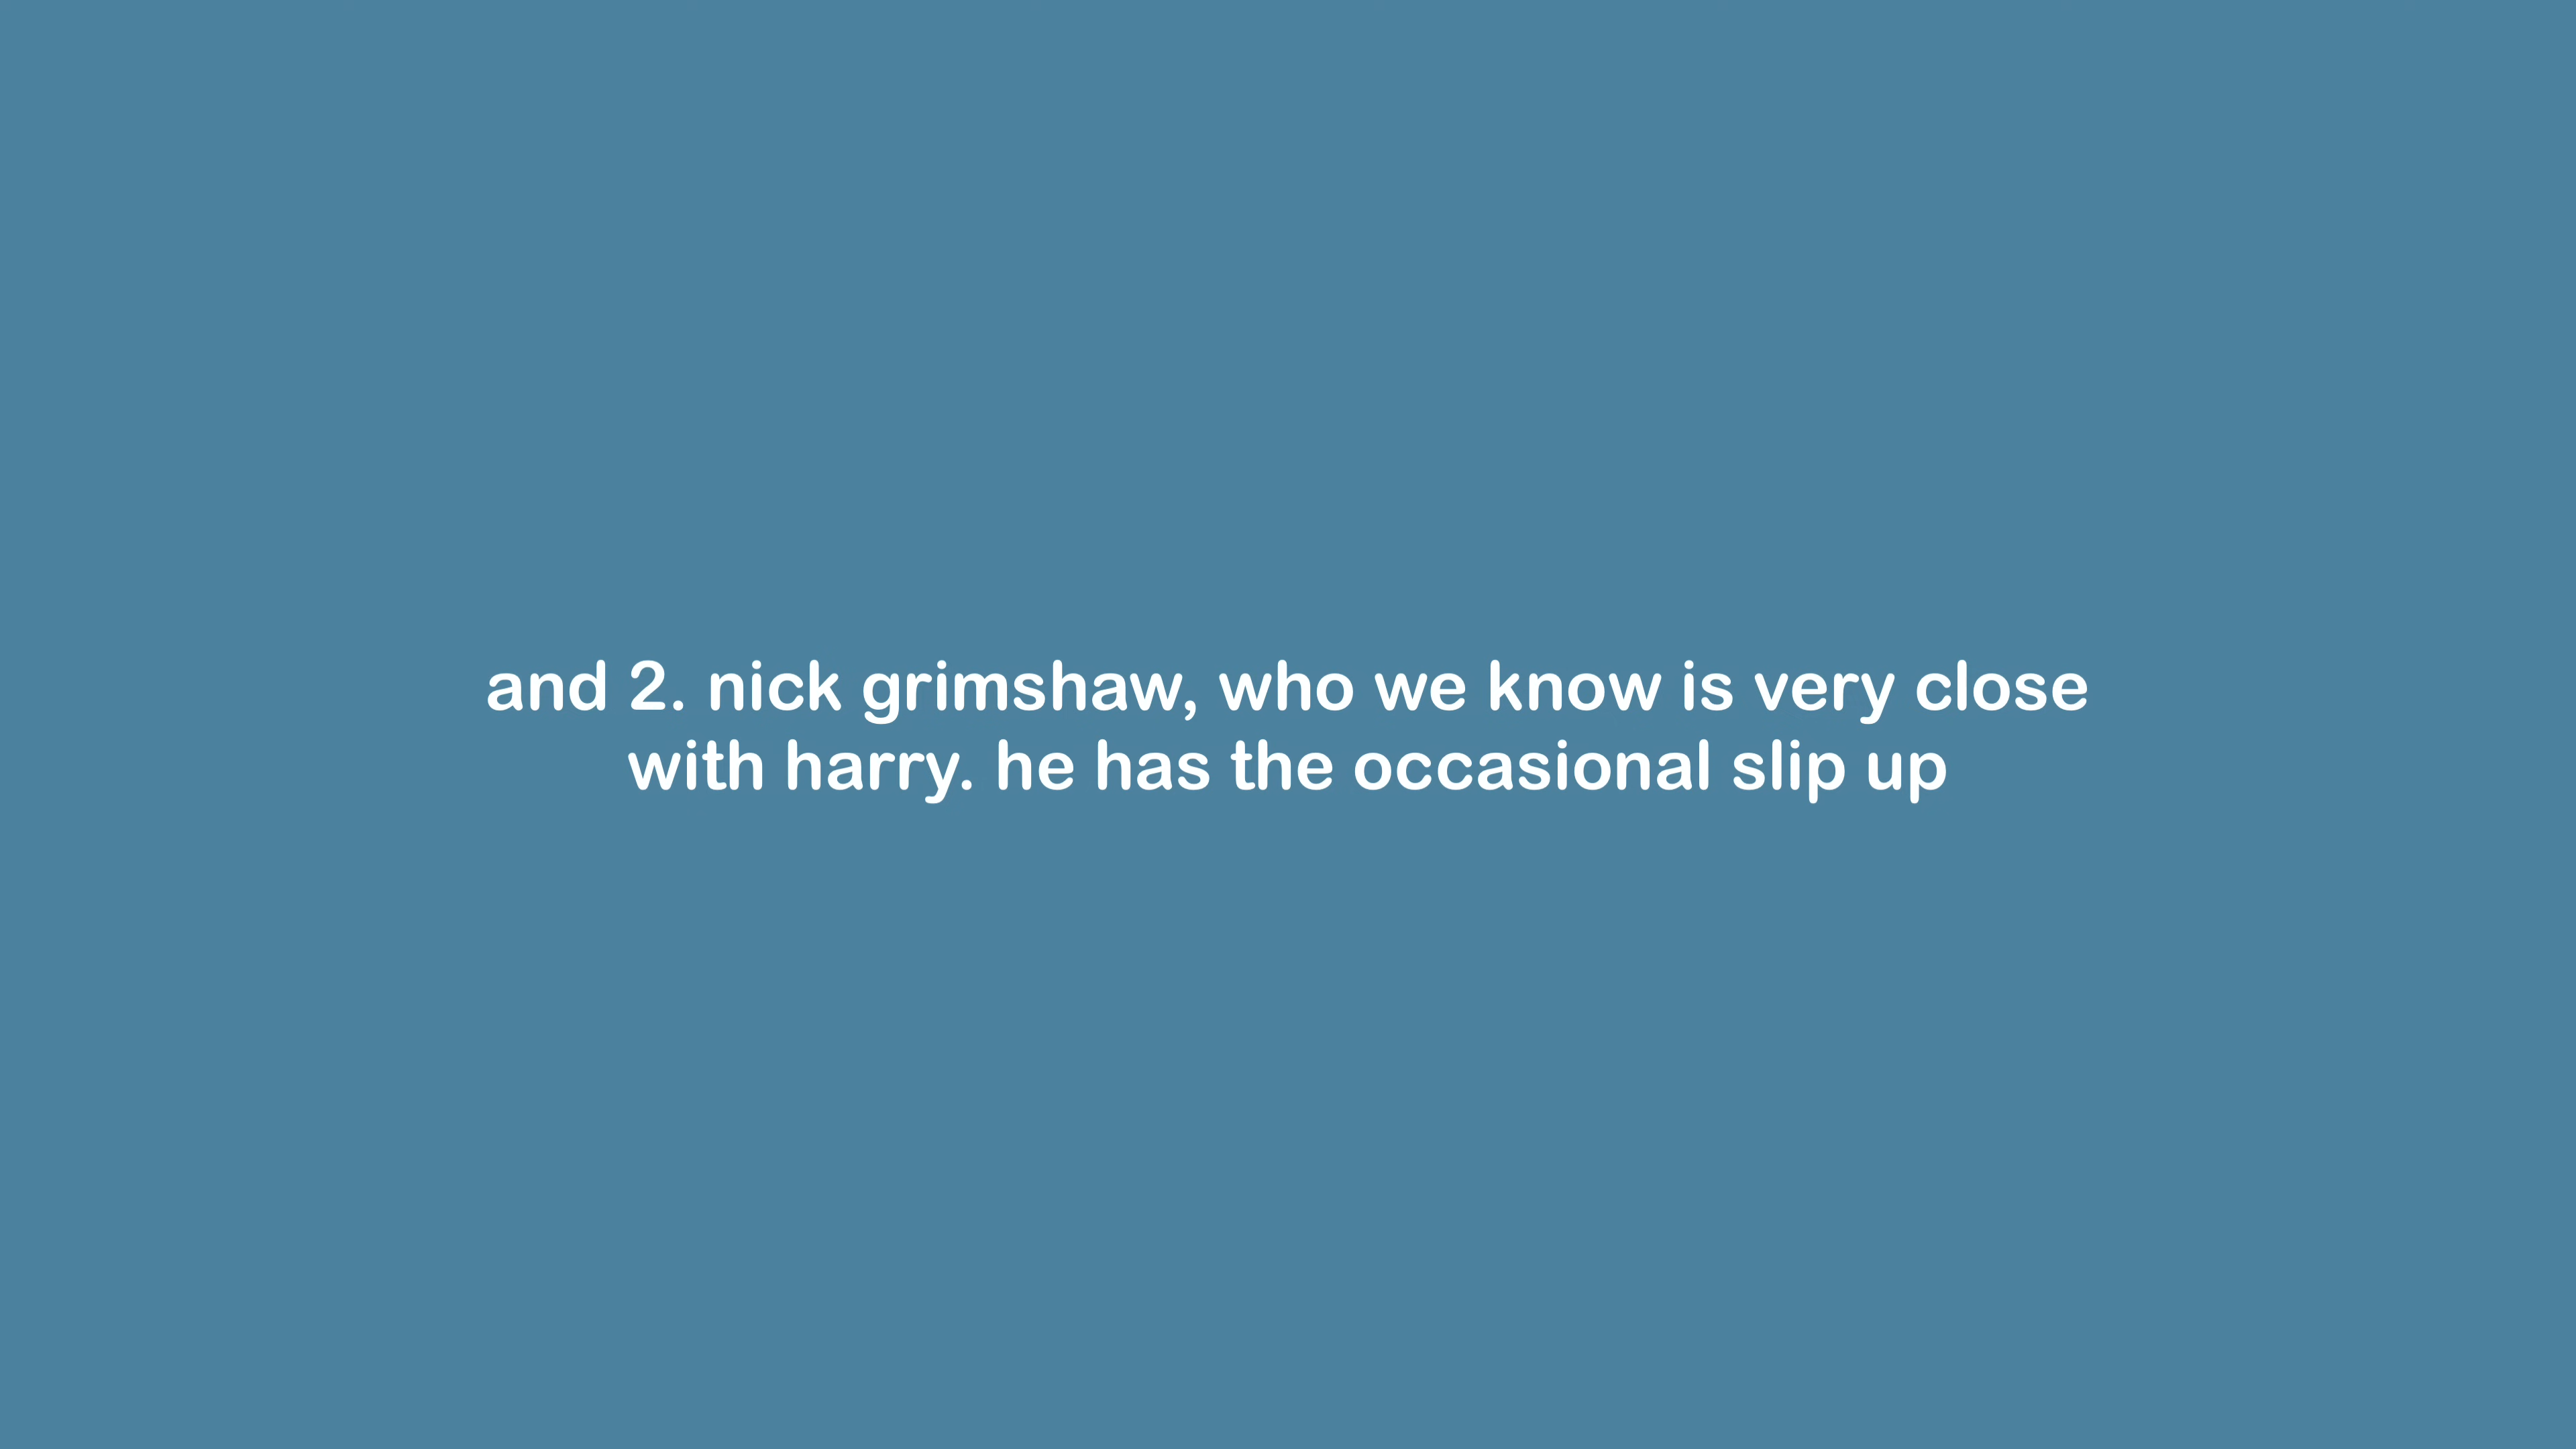 and 2. nick grimshaw, who we know is very close
with harry. he has the occasional slip up